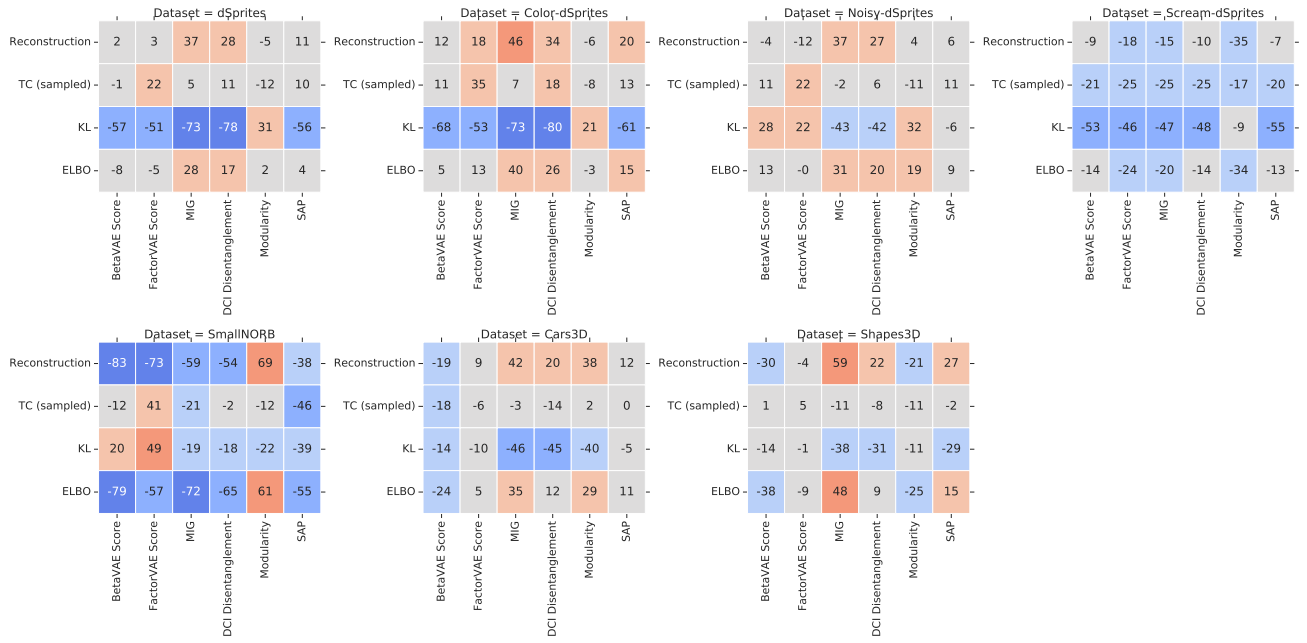 Dataset = dSprites
Reconstruction 2 3 37 28 -5 11
TC (sampled) -1 22 5 11 -12 10
KL -57 -51 -73 -78 31 -56
ELBO -8 -5 28 17 2 4
BetaVAE Score
FactorVAE Score
MIG
DCI Disentanglement
Modularity
SAP
Dataset = Color-dSprites
Reconstruction 12 18 46 34 -6 20
TC (sampled) 11 35 7 18 -8 13
KL -68 -53 -73 -80 21 -61
ELBO 5 13 40 26 -3 15
BetaVAE Score
FactorVAE Score
MIG
DCI Disentanglement
Modularity
SAP
Dataset = Noisy-dSprites
Reconstruction -4 -12 37 27 4 6
TC (sampled) 11 22 -2 6 -11 11
KL 28 22 -43 -42 32 -6
ELBO 13 -0 31 20 19 9
BetaVAE Score
FactorVAE Score
MIG
DCI Disentanglement
Modularity
SAP
Dataset = Scream-dSprites
Reconstruction -9 -18 -15 -10 -35 -7
TC (sampled) -21 -25 -25 -25 -17 -20
KL -53 -46 -47 -48 -9 -55
ELBO -14 -24 -20 -14 -34 -13
BetaVAE Score
FactorVAE Score
MIG
DCI Disentanglement
Modularity
SAP
Dataset = SmallNORB
Reconstruction -83 -73 -59 -54 69 -38
TC (sampled) -12 41 -21 -2 -12 -46
KL 20 49 -19 -18 -22 -39
ELBO -79 -57 -72 -65 61 -55
BetaVAE Score
FactorVAE Score
MIG
DCI Disentanglement
Modularity
SAP
Dataset = Cars3D
Reconstruction -19 9 42 20 38 12
TC (sampled) -18 -6 -3 -14 2 0
KL -14 -10 -46 -45 -40 -5
ELBO -24 5 35 12 29 11
BetaVAE Score
FactorVAE Score
MIG
DCI Disentanglement
Modularity
SAP
Dataset = Shapes3D
Reconstruction -30 -4 59 22 -21 27
TC (sampled) 1 5 -11 -8 -11 -2
KL -14 -1 -38 -31 -11 -29
ELBO -38 -9 48 9 -25 15
BetaVAE Score
FactorVAE Score
MIG
DCI Disentanglement
Modularity
SAP